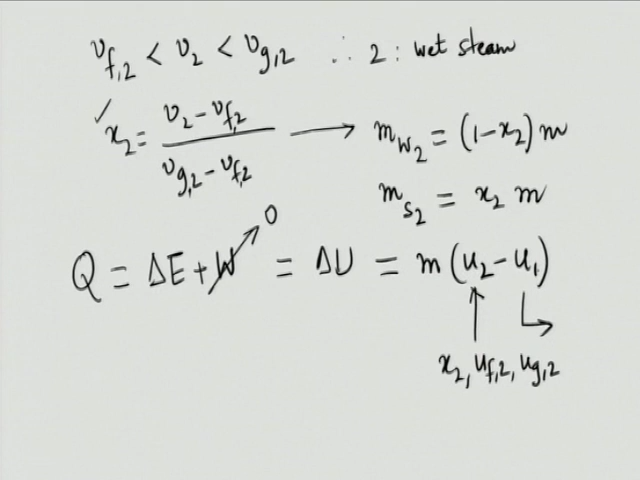 v_{f,2} < v_2 < v_{g,2} ∴ 2 : wet steam
✓ x_2 = \frac{v_2 - v_{f,2}}{v_{g,2} - v_{f,2}} ⟶ m_{w_2} = (1-x_2) m
m_{s_2} = x_2 m
Q = ΔE + W↗0 = ΔU = m (u_2 - u_1)
x_2, u_{f,2}, u_{g,2}